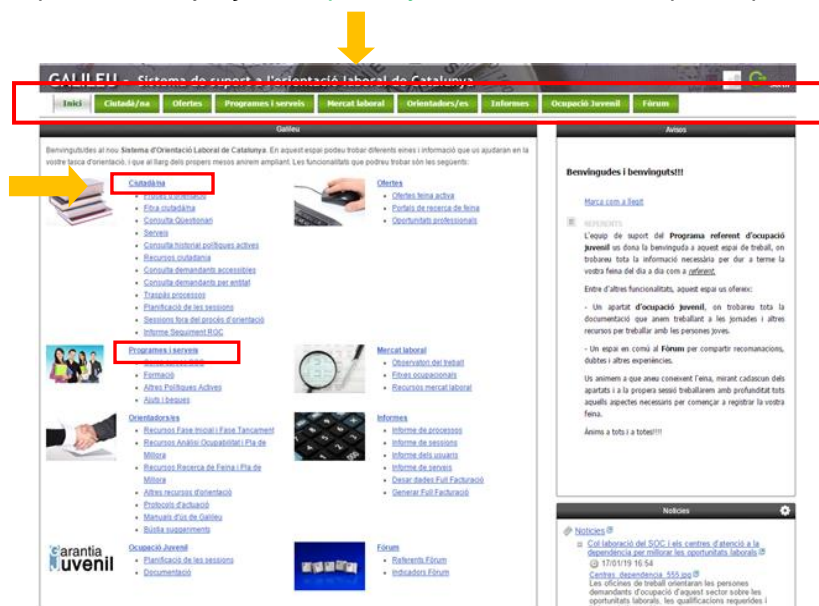 GALILEU - Sistema de suport a l'orientació laboral de Catalunya
Inici
Ciutadà/na
Ofertes
Programes i serveis
Mercat laboral
Orientadors/es
Informes
Ocupació Juvenil
Fòrum
Galileu
Benvinguts/des al nou Sistema d'Orientació Laboral de Catalunya. En aquest espai podeu trobar diferents eines i informació que us ajudaran en la
vostre tasca d'orientació, i que al llarg dels propers mesos anirem ampliant. Les funcionalitats que podreu trobar són les següents:
Ciutadà/na
Procés d'orientació
Fitxa ciutadà/na
Consulta Qüestionari
Serveis
Consulta historial polítiques actives
Recursos ciutadania
Consulta demandants accessibles
Consulta demandants per entitat
Traspàs processos
Planificació de les sessions
Sessions fora del procés d'orientació
Informe Seguiment ROC
Ofertes
Ofertes feina activa
Portals de recerca de feina
Oportunitats professionals
Programes i serveis
Formació
Altres Polítiques Actives
Ajuts i beques
Mercat laboral
Observatori del treball
Fitxes ocupacionals
Recursos mercat laboral
Orientadors/es
Recursos Fase Inicial i Fase Tancament
Recursos Anàlisi Ocupabilitat i Pla de
Millora
Recursos Recerca de Feina i Pla de
Millora
Altres recursos d'orientació
Protocols d'actuació
Manuals d'ús de Galileu
Bústia suggeriments
Informes
Informe de processos
Informe de sessions
Informe dels usuaris
Informe de serveis
Desar dades Full Facturació
Generar Full Facturació
Garantia
Juvenil
Ocupació Juvenil
Planificació de les sessions
Documentació
Fòrum
Referents Fòrum
Indicadors Fòrum
Avisos
Benvingudes i benvinguts!!!
Marca com a llegit
REFERENTS
L'equip de suport del Programa referent d'ocupació
juvenil us dona la benvinguda a aquest espai de treball, on
trobareu tota la informació necessària per dur a terme la
vostra feina del dia a dia com a referent.
Entre d'altres funcionalitats, aquest espai us ofereix:
- Un apartat d'ocupació juvenil, on trobareu tota la
documentació que anem treballant a les jornades i altres
recursos per treballar amb les persones joves.
- Un espai en comú al Fòrum per compartir recomanacions,
dubtes i altres experiències.
Us animem a que aneu coneixent l'eina, mirant cadascun dels
apartats i a la propera sessió treballarem amb profunditat tots
aquells aspectes necessaris per començar a registrar la vostra
feina.
Ànims a tots i a totes!!!!
Notícies
Notícies
Col·laboració del SOC i els centres d'atenció a la
dependència per millorar les oportunitats laborals
17/01/19 16:54
Centres_dependencia_555.jpg
Les oficines de treball orientaran les persones
demandants d'ocupació d'aquest sector sobre les
oportunitats laborals, les qualificacions requerides i